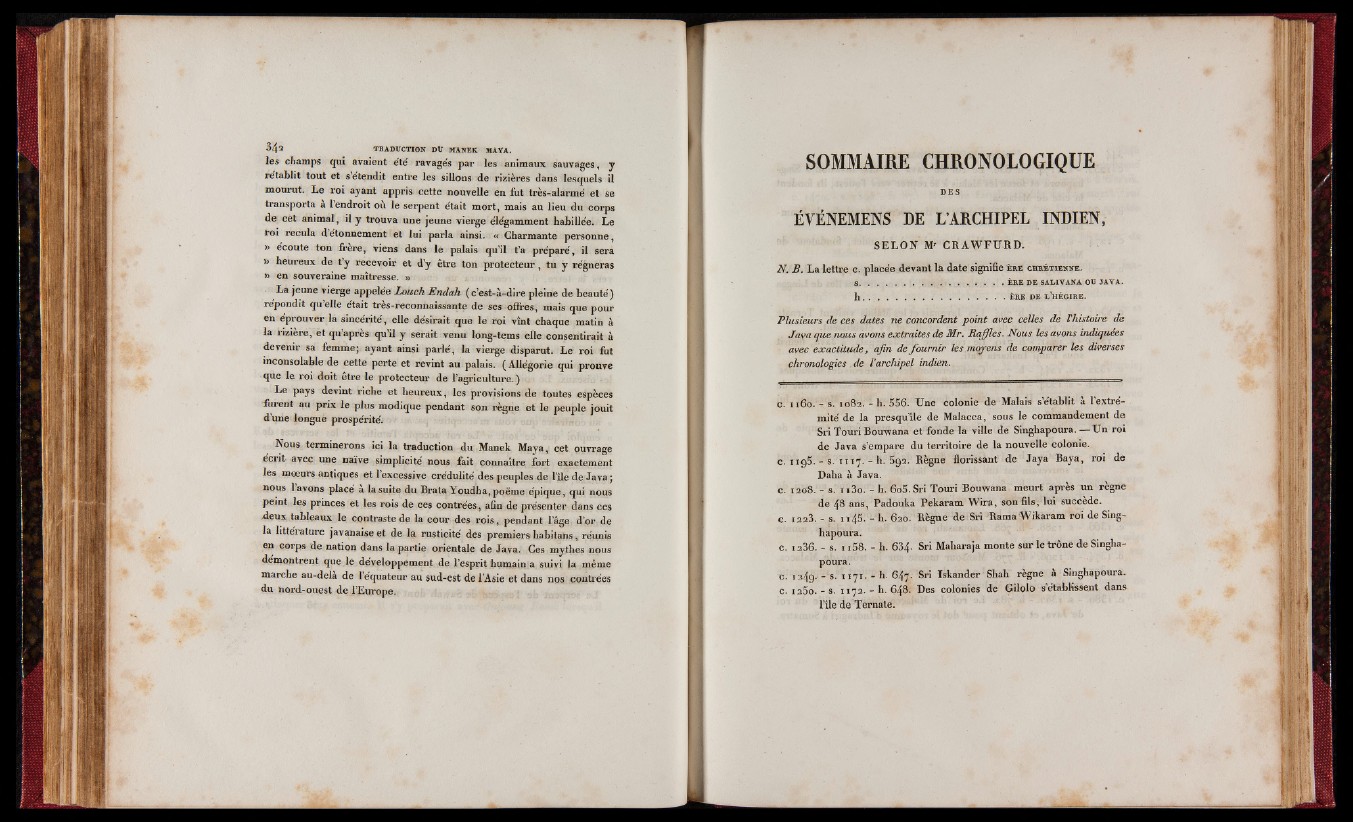 342 TRADUCTION DU MANEK MAYA.
les champs qui avaient été ravagés par les animaux sauvages, y
rétablit tout et s'étendit entre les sillons de rizières dans lesquels il
mourut. Le roi ayant appris cette nouvelle en fut très-alarmé et se
transporta à l'endroit où le serpent était mort, mais au lieu du corps
de cet animal, il y trouva une jeune vierge élégamment habillée. Le
roi recula d'étonnement et lui parla ainsi. « Charmante personne,
» écoute ton frère, viens dans le palais qu'il t'a préparé, il sera
» heureux de t'y recevoir et d'y être ton protecteur, tu y régneras
» en souveraine maîtresse. »
La jeune vierge appelée Lousch Endah (c'est-à-dire pleine de beauté)
répondit qu'elle était très-reconnaissante de ses offres, mais que pour
en éprouver la sincérité, elle désirait que le roi vînt chaque matin à
la rizière, et qu'après qu'il y serait venu long-tems elle consentirait à
devenir sa femme; ayant ainsi parlé, la vierge disparut. Le roi fut
inconsolable de cette perte et revint au palais. (Allégorie qui prouve
que le roi doit être le protecteur de l'agriculture.)
Le pays devint riche et heureux, les provisions de toutes espèces
furent au prix le plus modique pendant son règne et le peuple jouit
d'une longue prospérité.
Nous terminerons ici la traduction du Manek Maya, cet ouvrage
écrit avec une naïve simplicité nous fait connaître fort exactement
les mœurs antiques et l'excessive crédulité des peuples de l'île de Java;
nous l'avons placé à la suite du Brata Youdha, poëme épique, qui nous
peint les princes et les rois de ces contrées, afin de présenter dans ces
deux tableaux le contraste de la cour des rois, pendant l'âge d'or de
la littérature javanaise et de la rusticité des premiers habitans, réunis
en corps de nation dans la partie orientale de Java. Ces mythes nous
démontrent que le développement de l'esprit humain a suivi la même
marche au-delà de l'équateur au sud-est de l'Asie et dans nos contrées
du nord-ouest de l'Europe.
SOMMAIRE CHRONOLOGIQUE
DES
ÉVÉNEMENS DE L'ARCHIPEL INDIEN,
SELON Mr CRAWFURD.
N. B. La lettre c. placée devant la date signifie ÈRE CHRÉTIENNE.
s. . . . . . . . . . . . . . . . . ÈRE DE SALIVANA OU JAVA.
h. . . . . . . . . . . . . . . . . ÈRE DE L'HÉGIRE.
Plusieurs de ces dates ne concordent point avec celles de l'histoire de
Java que nous avons extraites de Mr. Raffles. Nous les avons indiquées
avec exactitude, afin de fournir les moyens de comparer les diverses
chronologies de l'archipel indien.
c. 1160. - s. 1082. - h. 556. Une colonie de Malais s'établit à l'extré-
mité de la presqu'île de Malacca, sous le commandement de
Sri Touri Bouwana et fonde la ville de Singhapoura. — Un roi
de Java s'empare du territoire de la nouvelle colonie.
c. 1195. - s. 1117. - h. 592. Règne florissant de Jaya Baya, roi de
Daha à Java.
c. 1208. - s. 1130. - h. 605. Sri Touri Bouwana meurt après un règne
de 48 ans, Padouka Pekaram Wira, son fils, lui succède.
c. 1223. - s. 1145. - h. 620. Règne de Sri Rama Wikaram roi de Sing-
hapoura.
c. 1236. - s. 1158. - h. 634. Sri Maharaja monte sur le trône de Singha-
poura.
c. 1249. - s. 1171. - h 647. Sri Iskander Shah règne à Singhapoura.
c. 1250. - s. 1172. - h. 648. Des colonies de Gilolo s'établissent dans
l'île de Ternate.